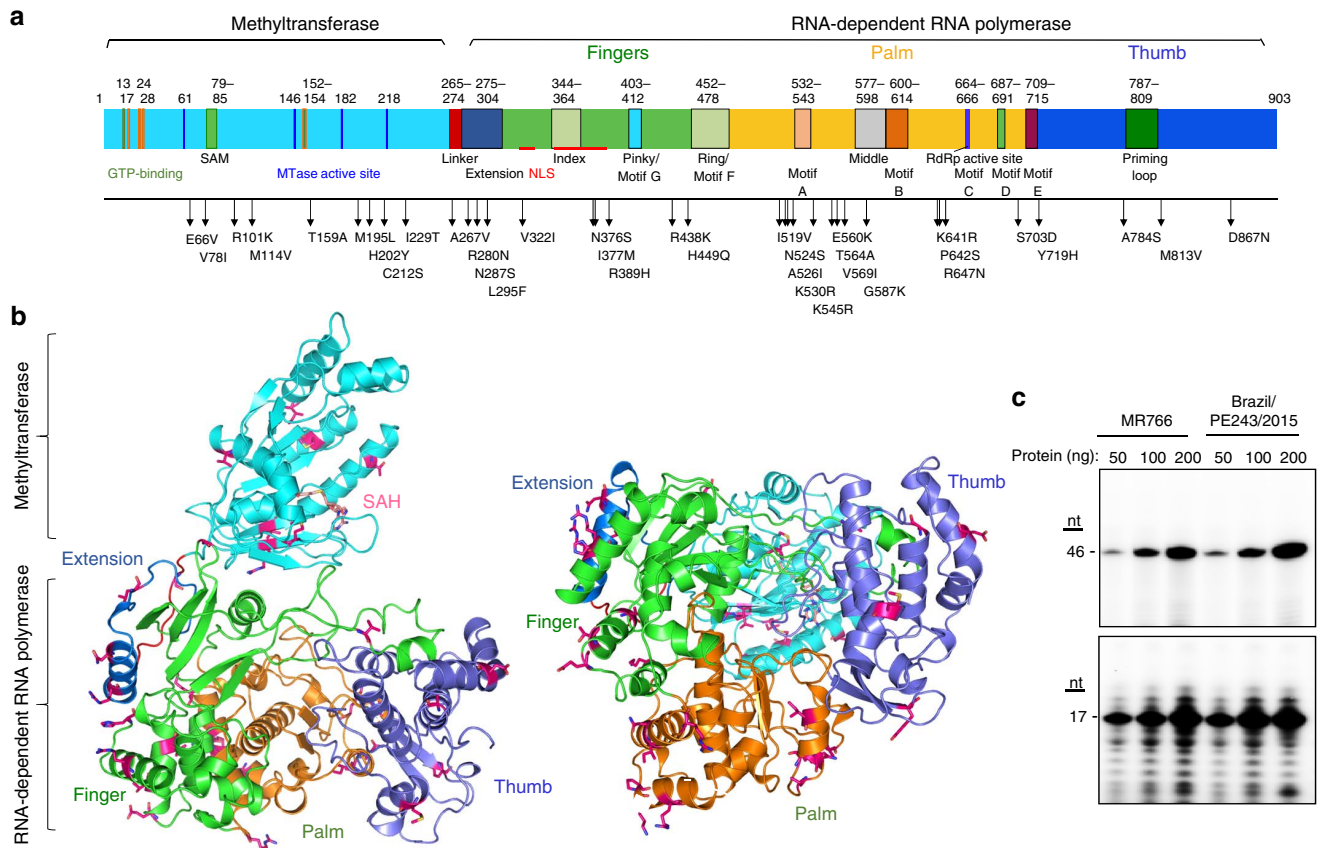 a
Methyltransferase
RNA-dependent RNA polymerase
Fingers
Palm
Thumb
13 24 79– 152– 265– 275– 344– 403– 452– 532– 577– 600– 664– 687– 709– 787–
1 17 28 61 85 146 154 182 218 274 304 364 412 478 543 598 614 666 691 715 809 903
SAM
Linker
Index
Pinky/
Ring/
Middle
RdRp active site
Priming
GTP-binding
MTase active site
Extension
NLS
Motif G
Motif F
Motif
A
Motif
B
Motif
C
Motif
D
Motif
E
loop
E66V R101K T159A M195L I229T A267V V322I N376S R438K I519V E560K K641R S703D A784S D867N
V78I M114V H202Y R280N I377M H449Q N524S T564A P642S Y719H M813V
C212S N287S R389H A526I V569I R647N
L295F K530R G587K
K545R
b
Methyltransferase
RNA-dependent RNA polymerase
SAH
Extension
Finger
Palm
Thumb
Extension
Thumb
Finger
Palm
c
MR766
Brazil/
PE243/2015
Protein (ng): 50 100 200 50 100 200
nt
46 -
nt
17 -